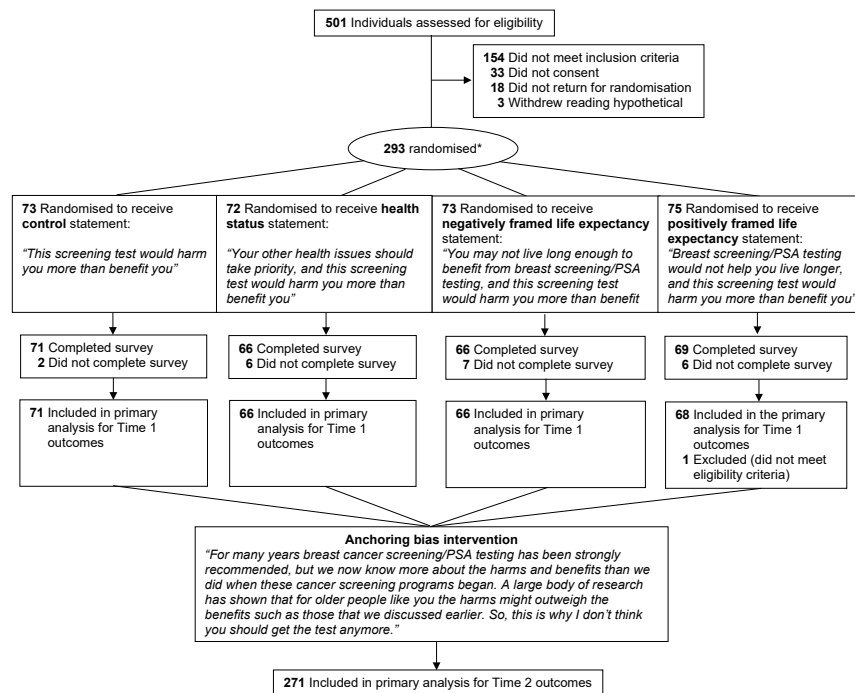 501 Individuals assessed for eligibility
154 Did not meet inclusion criteria
33 Did not consent
18 Did not return for randomisation
3 Withdrew reading hypothetical
293 randomised*
73 Randomised to receive
control statement:
“This screening test would harm
you more than benefit you”
72 Randomised to receive health
status statement:
“Your other health issues should
take priority, and this screening
test would harm you more than
benefit you”
73 Randomised to receive
negatively framed life expectancy
statement:
“You may not live long enough to
benefit from breast screening/PSA
testing, and this screening test
would harm you more than benefit
75 Randomised to receive
positively framed life
expectancy statement:
“Breast screening/PSA testing
would not help you live longer,
and this screening test would
harm you more than benefit you”
71 Completed survey
2 Did not complete survey
66 Completed survey
6 Did not complete survey
66 Completed survey
7 Did not complete survey
69 Completed survey
6 Did not complete survey
71 Included in primary
analysis for Time 1
outcomes
66 Included in primary
analysis for Time 1
outcomes
66 Included in primary
analysis for Time 1
outcomes
68 Included in the primary
analysis for Time 1
outcomes
1 Excluded (did not meet
eligibility criteria)
Anchoring bias intervention
“For many years breast cancer screening/PSA testing has been strongly
recommended, but we now know more about the harms and benefits than we
did when these cancer screening programs began. A large body of research
has shown that for older people like you the harms might outweigh the
benefits such as those that we discussed earlier. So, this is why I don’t think
you should get the test anymore.”
271 Included in primary analysis for Time 2 outcomes